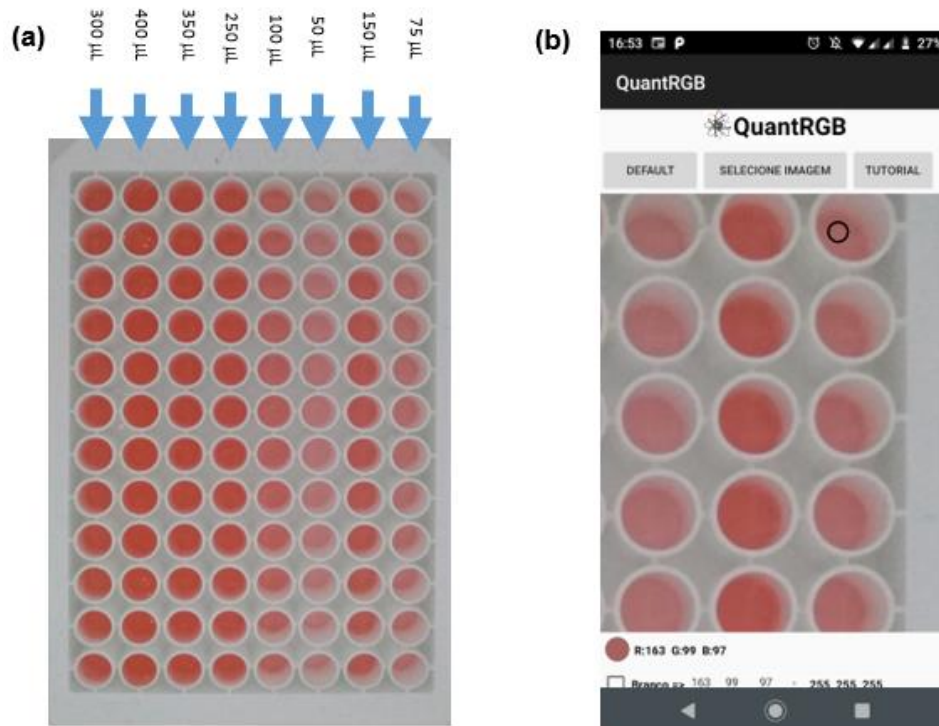 (a)
300 µL
400 µL
350 µL
250 µL
100 µL
50 µL
150 µL
75 µL
(b)
16:53 27%
QuantRGB
QuantRGB
DEFAULT SELECIONE IMAGEM TUTORIAL
R:163 G:99 B:97
Branco => 163 99 97 - 255 255 255